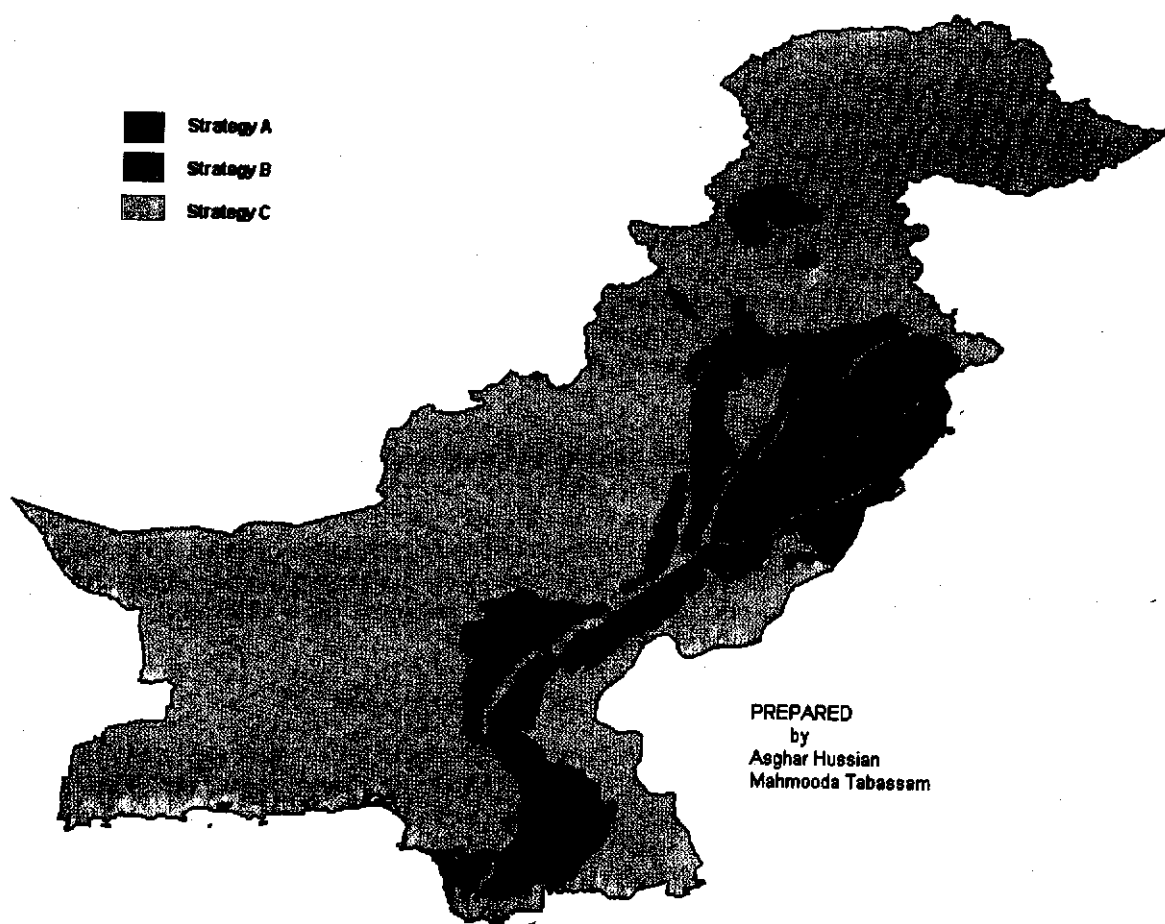 Strategy A
Strategy B
Strategy C
PREPARED
by
Asghar Hussian
Mahmooda Tabassam